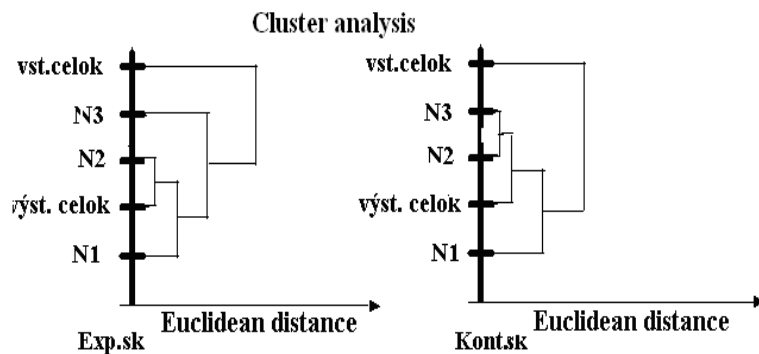 Cluster analysis
vst.celok
N3
N2
výst. celok
N1
Euclidean distance
Exp.sk
vst.celok
N3
N2
výst. celok
N1
Euclidean distance
Kont.sk